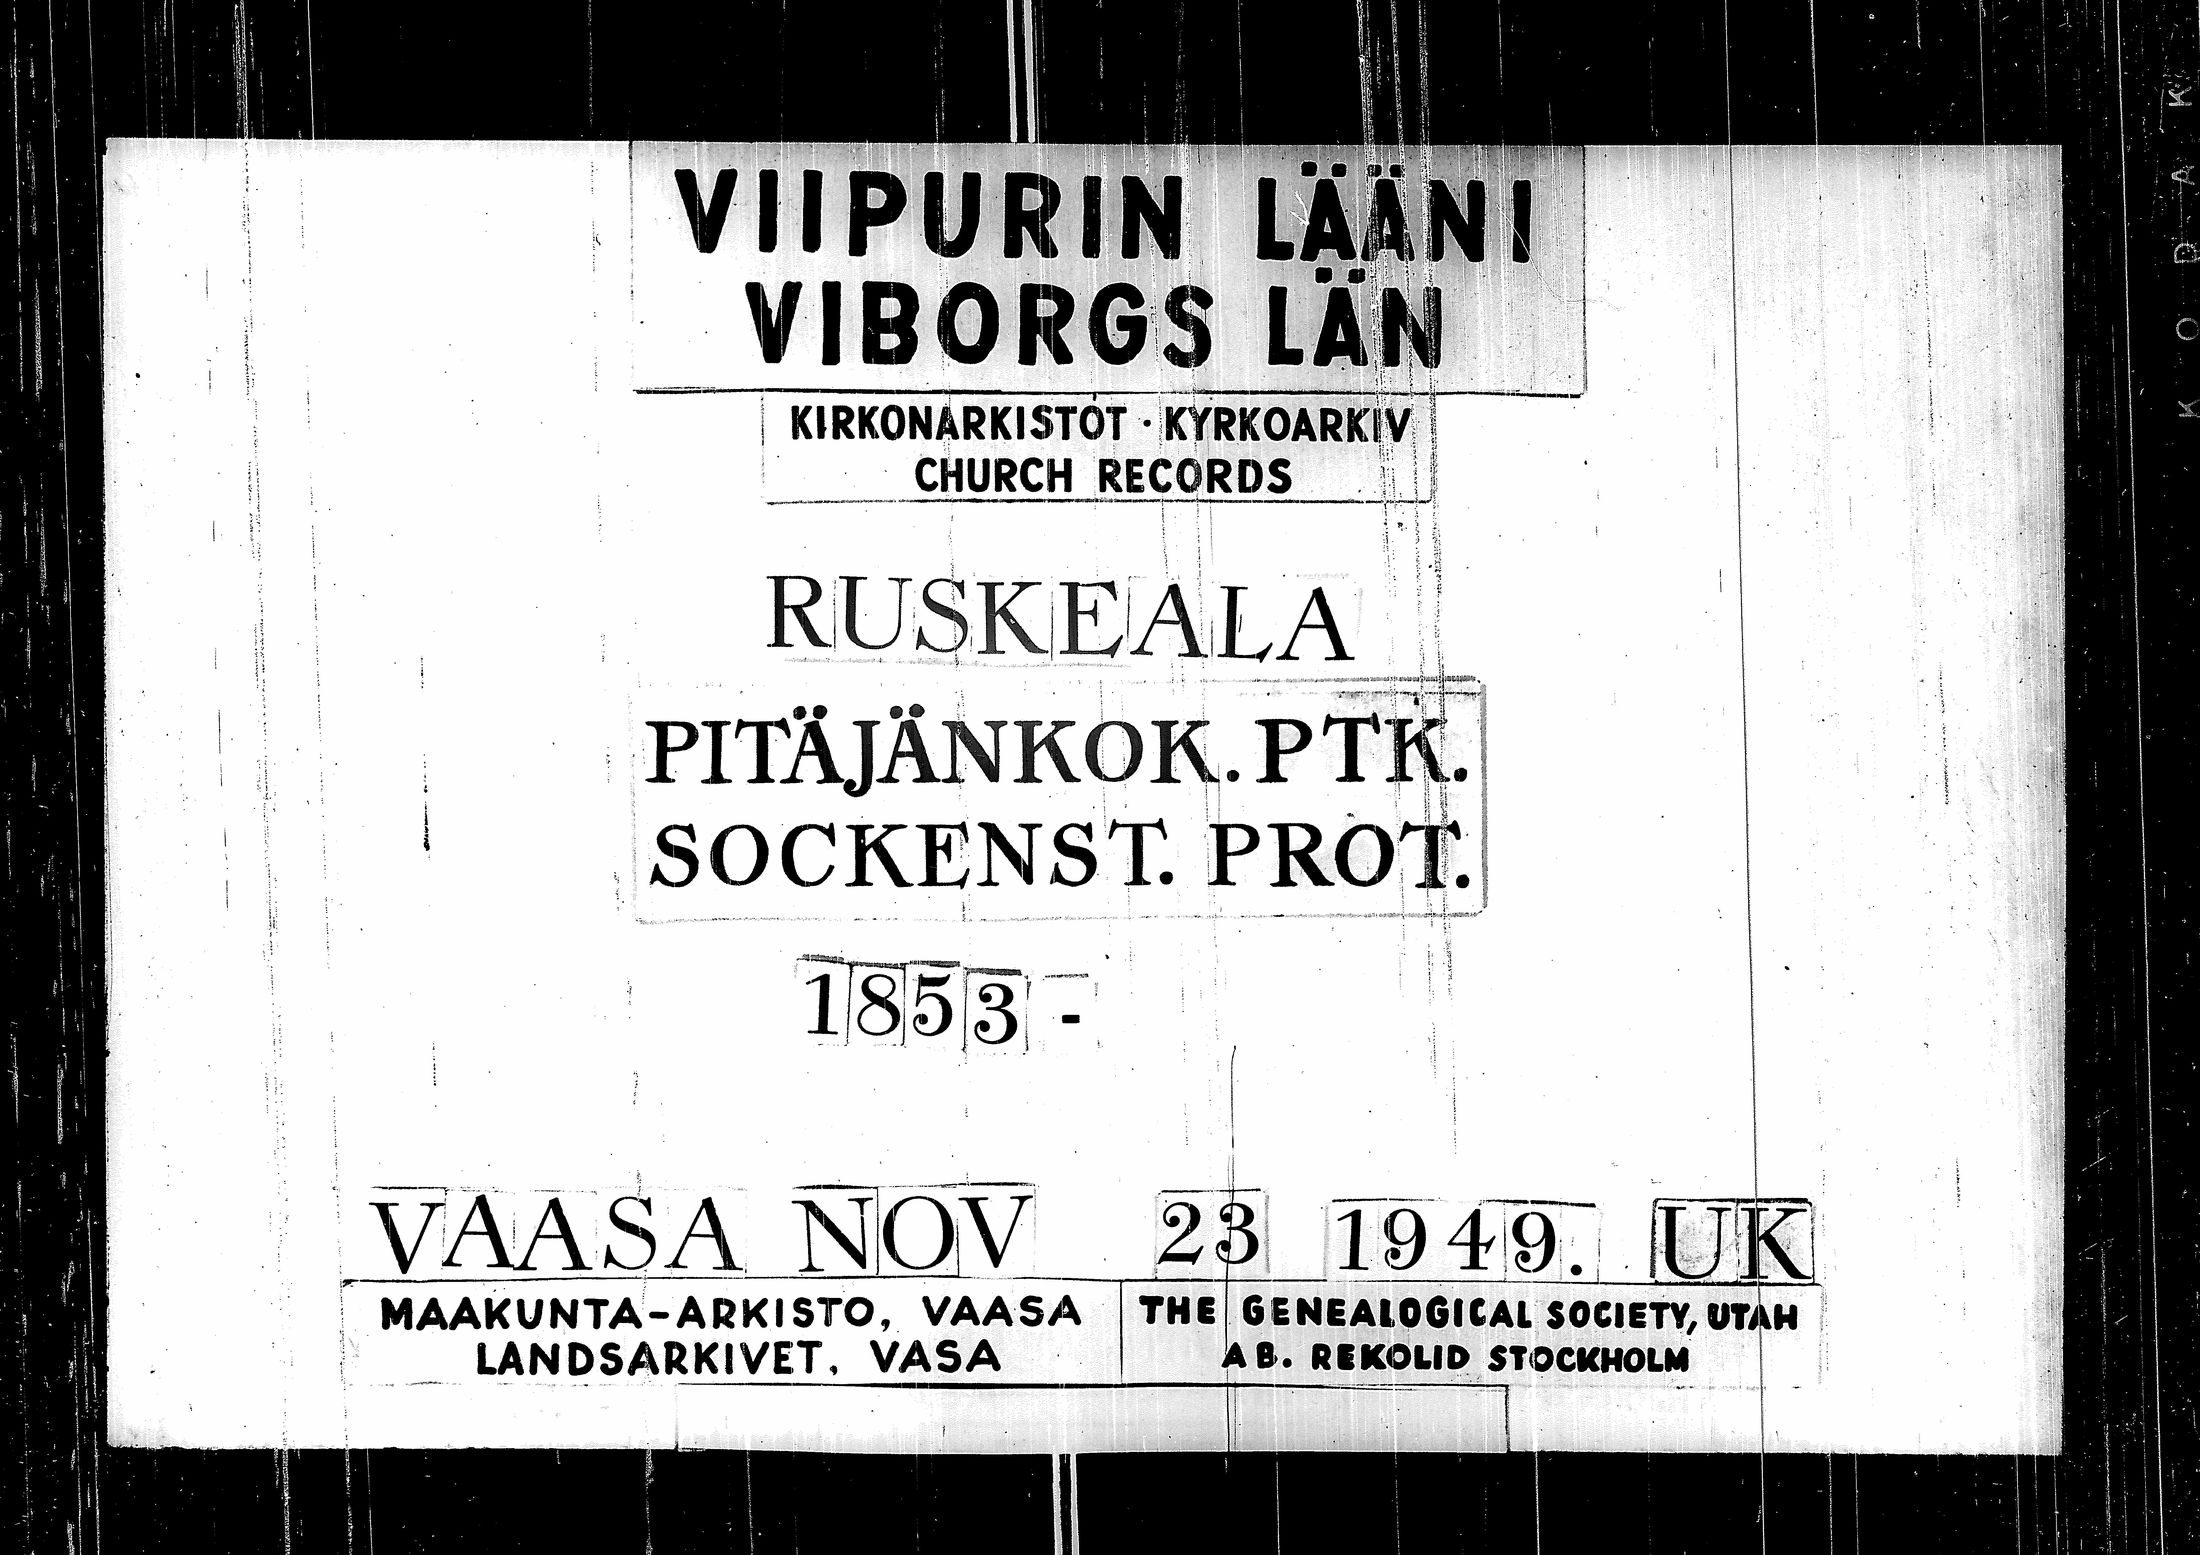 VIIPURIN LÄÄNI
VIBORGS LÄN
KIRKONARKISTOT · KYRKOARKIV
CHURCH RECORDS
RUSKEALA
PITÄJÄNKOK. PTK.
SOCKENST. PROT.
1853 -
VAASA NOV 23 1949. UK
MAAKUNTA-ARKISTO, VAASA
LANDSARKIVET, VASA
THE GENEALOGICAL SOCIETY, UTAH
AB. REKOLID STOCKHOLM
KODAK